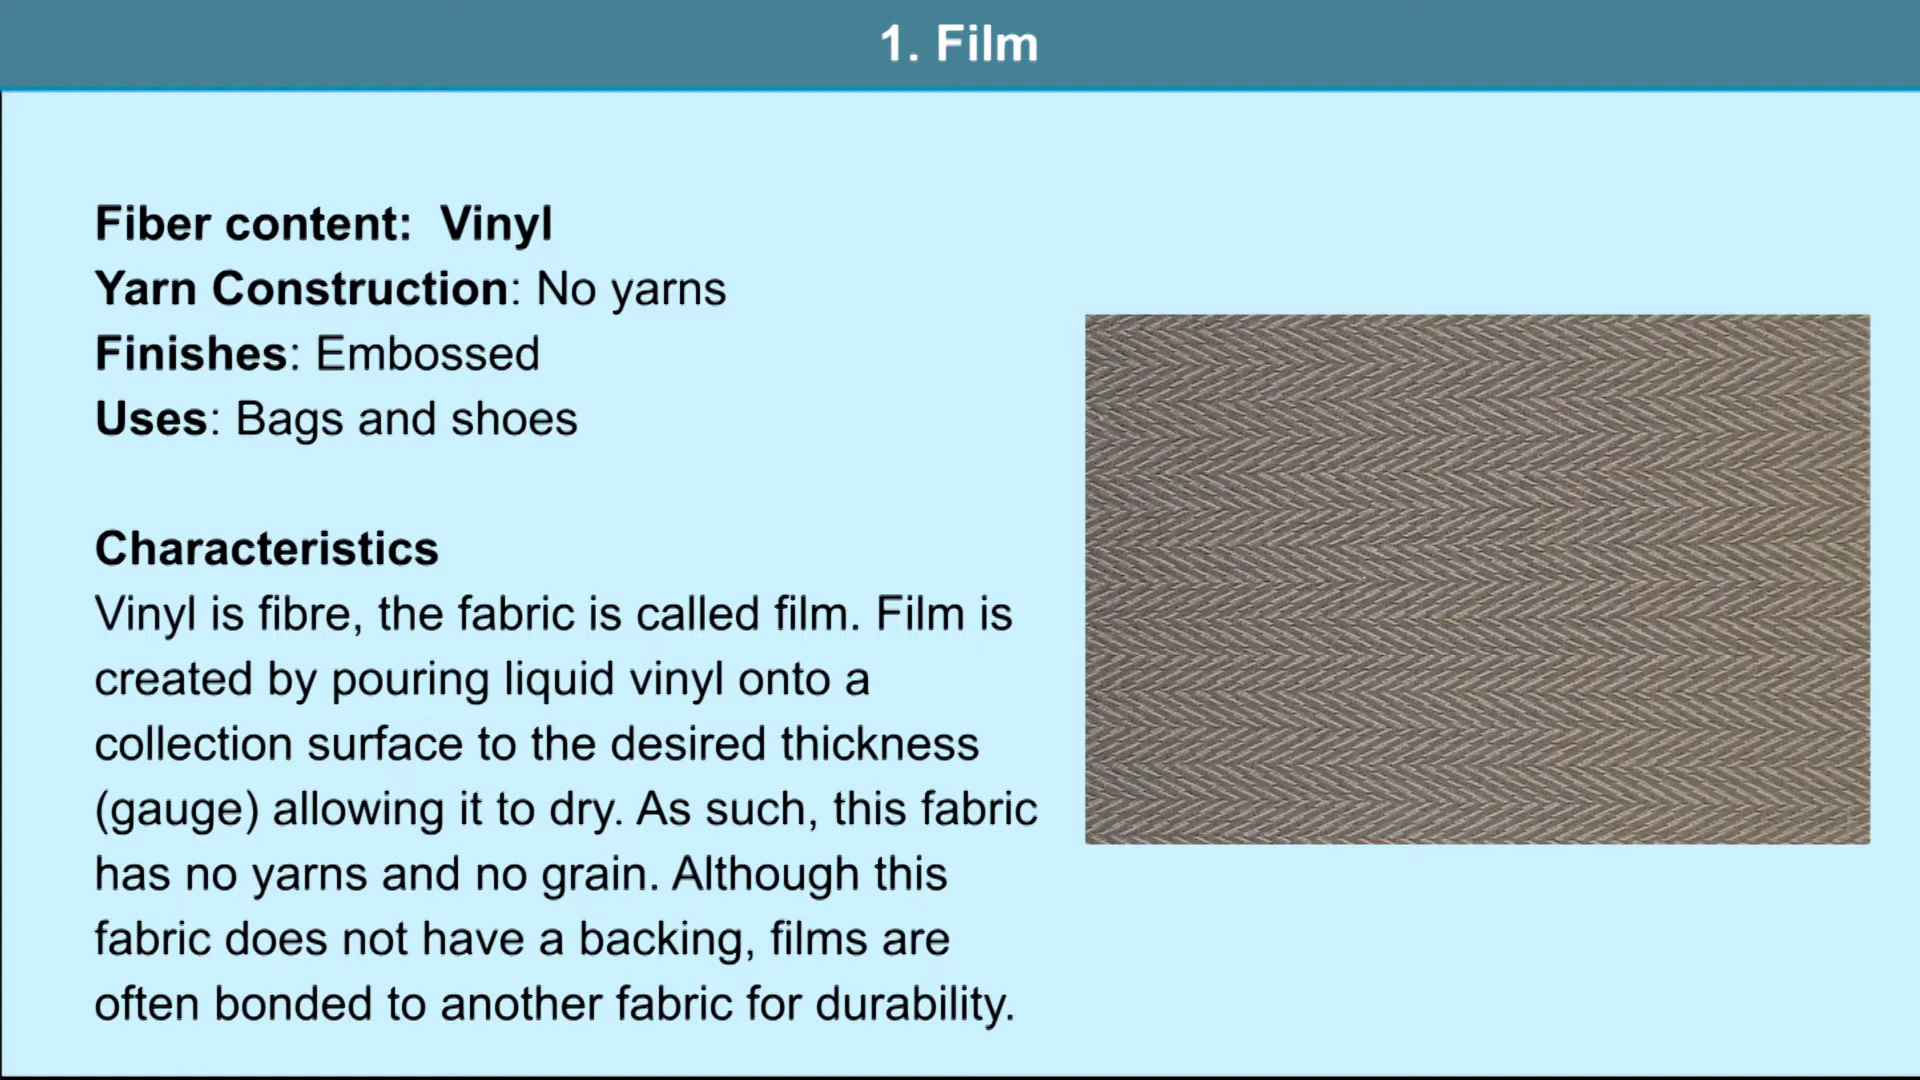 1. Film
Fiber content:  Vinyl
Yarn Construction: No yarns
Finishes: Embossed
Uses: Bags and shoes
Characteristics
Vinyl is fibre, the fabric is called film. Film is
created by pouring liquid vinyl onto a
collection surface to the desired thickness
(gauge) allowing it to dry. As such, this fabric
has no yarns and no grain. Although this
fabric does not have a backing, films are
often bonded to another fabric for durability.